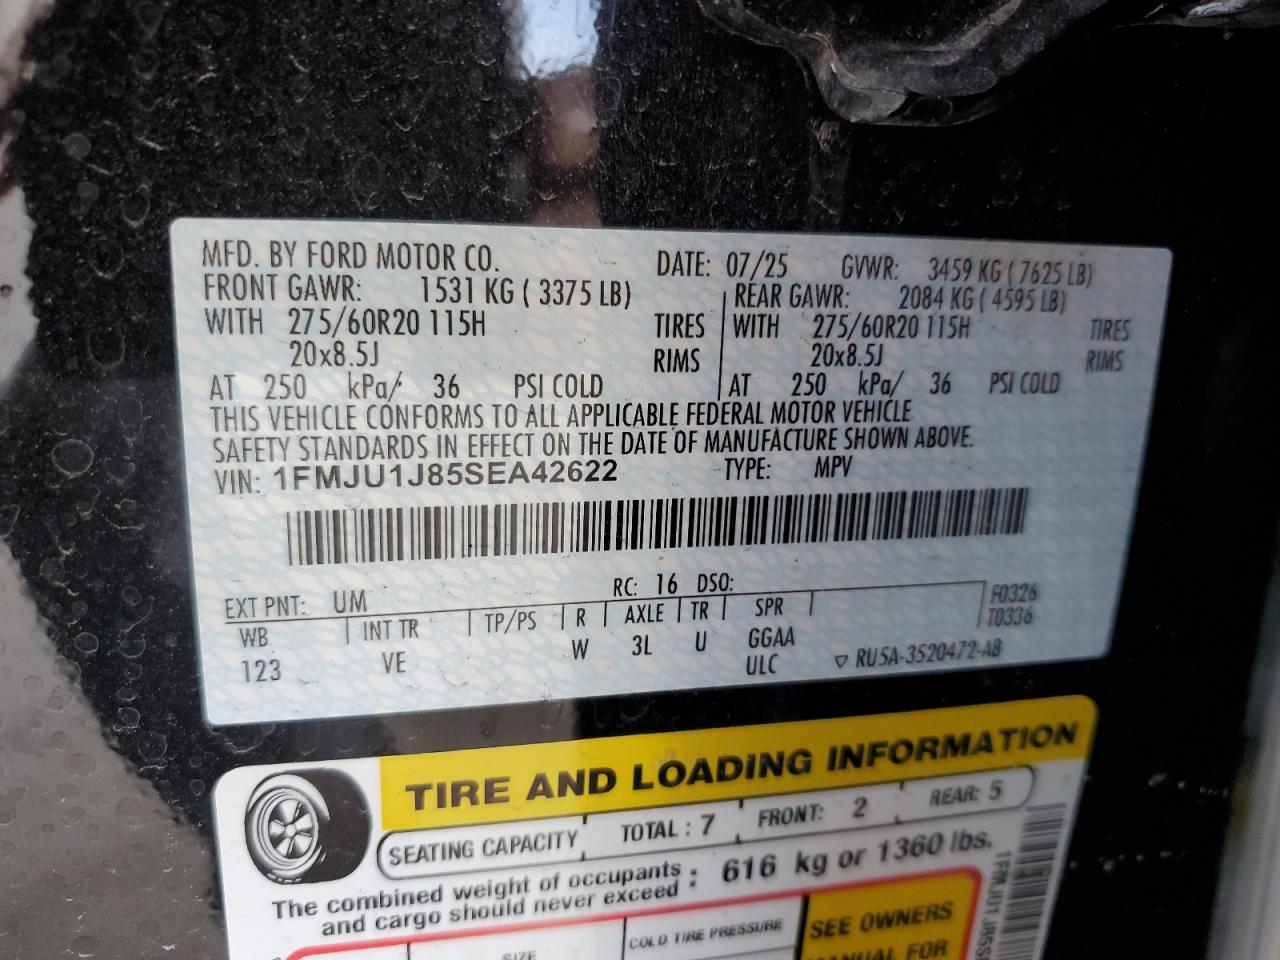 MFD. BY FORD MOTOR CO. DATE: 07/25 GVWR: 3459 KG ( 7625 LB)
FRONT GAWR: 1531 KG ( 3375 LB) REAR GAWR: 2084 KG ( 4595 LB)
WITH 275/60R20 115H TIRES WITH 275/60R20 115H TIRES
20x8.5J RIMS 20x8.5J RIMS
AT 250 kPa/ 36 PSI COLD AT 250 kPa/ 36 PSI COLD
THIS VEHICLE CONFORMS TO ALL APPLICABLE FEDERAL MOTOR VEHICLE
SAFETY STANDARDS IN EFFECT ON THE DATE OF MANUFACTURE SHOWN ABOVE.
VIN: 1FMJU1J85SEA42622 TYPE: MPV
EXT PNT: UM RC: 16 DSO: F0326
WB INT TR TP/PS R AXLE TR SPR T0336
123 VE W 3L U GGAA
ULC ▽ RU5A-3520472-AB
TIRE AND LOADING INFORMATION
SEATING CAPACITY TOTAL : 7 FRONT: 2 REAR: 5
The combined weight of occupants
and cargo should never exceed : 616 kg or 1360 lbs.
SIZE COLD TIRE PRESSURE SEE OWNERS
MANUAL FOR